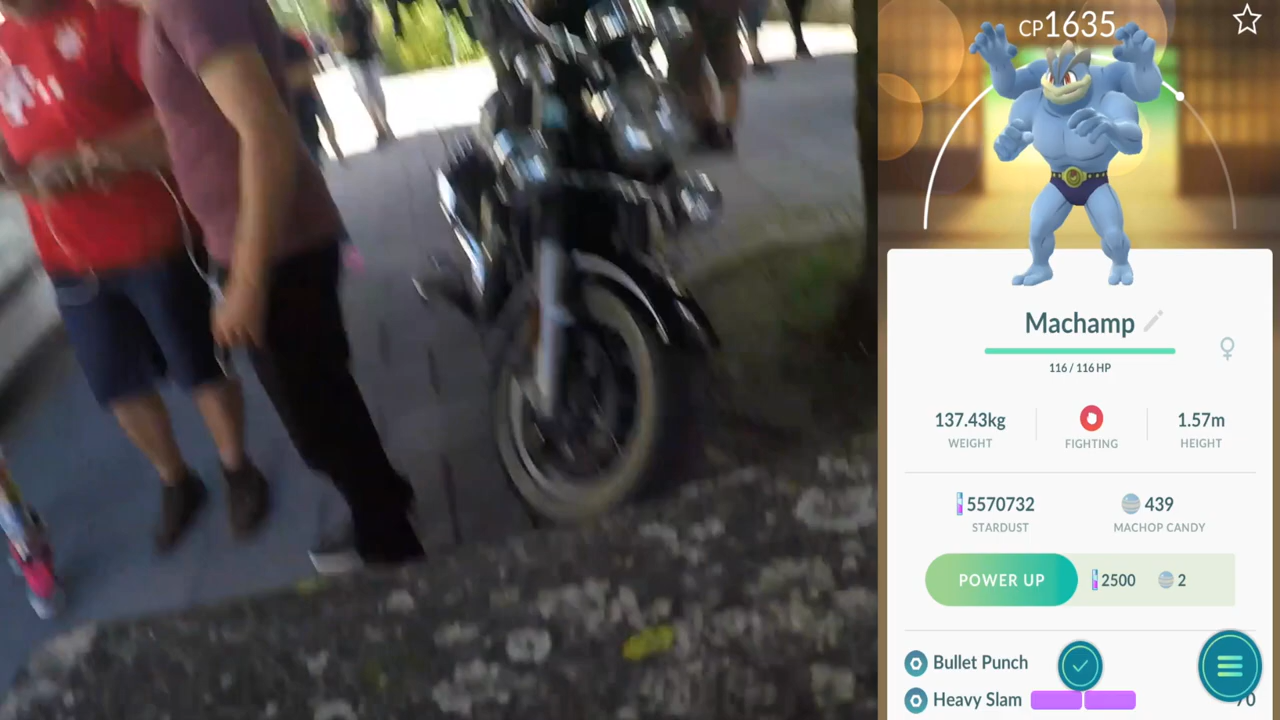 CP1635
Machamp
116 / 116 HP
137.43kg
WEIGHT
FIGHTING
1.57m
HEIGHT
5570732
STARDUST
439
MACHOP CANDY
POWER UP
2500
2
Bullet Punch
Heavy Slam
70